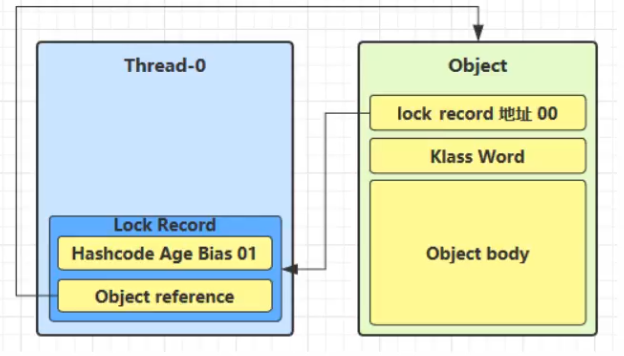 Thread-0
Lock Record
Hashcode Age Bias 01
Object reference
Object
lock record 地址 00
Klass Word
Object body